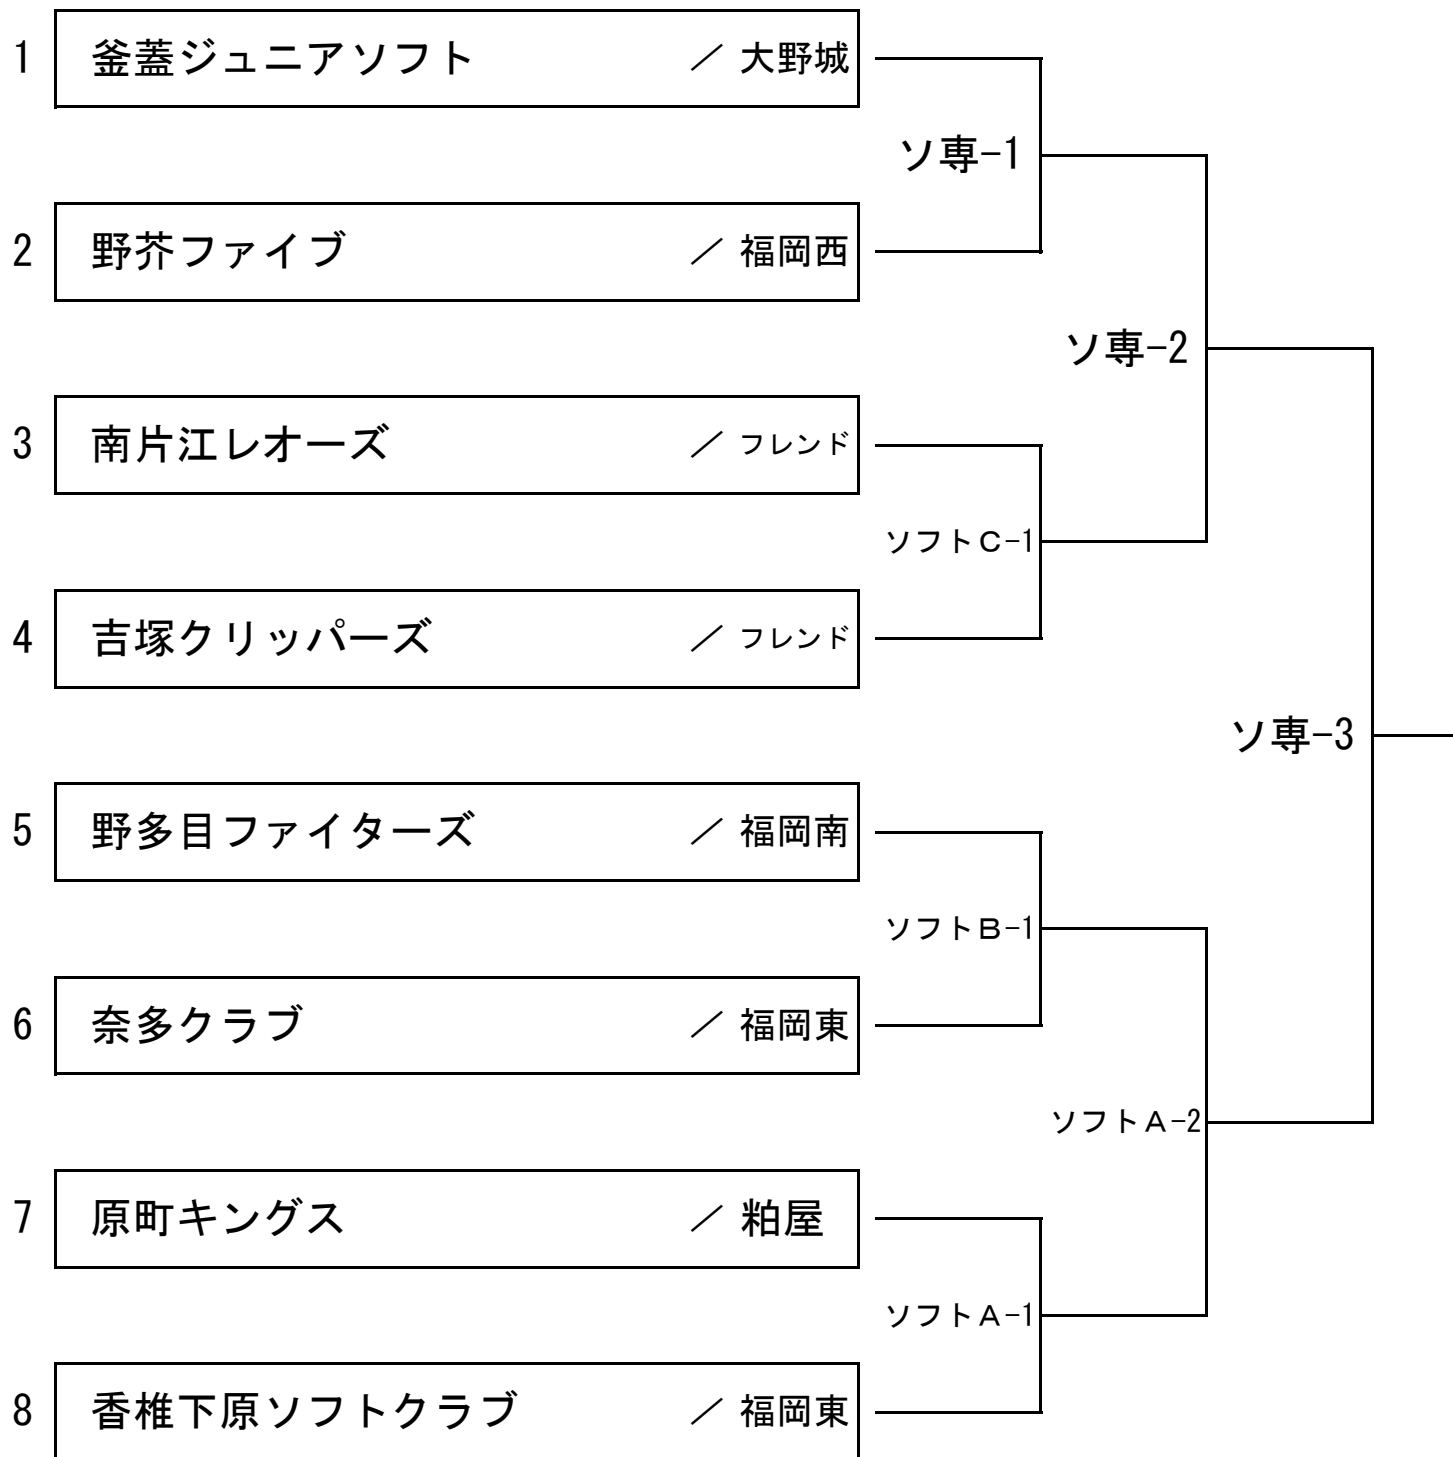 1 釜蓋ジュニアソフト ／ 大野城
ソ専-1
2 野芥ファイブ ／ 福岡西
ソ専-2
3 南片江レオーズ ／ フレンド
ソフトC-1
4 吉塚クリッパーズ ／ フレンド
ソ専-3
5 野多目ファイターズ ／ 福岡南
ソフトB-1
6 奈多クラブ ／ 福岡東
ソフトA-2
7 原町キングス ／ 粕屋
ソフトA-1
8 香椎下原ソフトクラブ ／ 福岡東